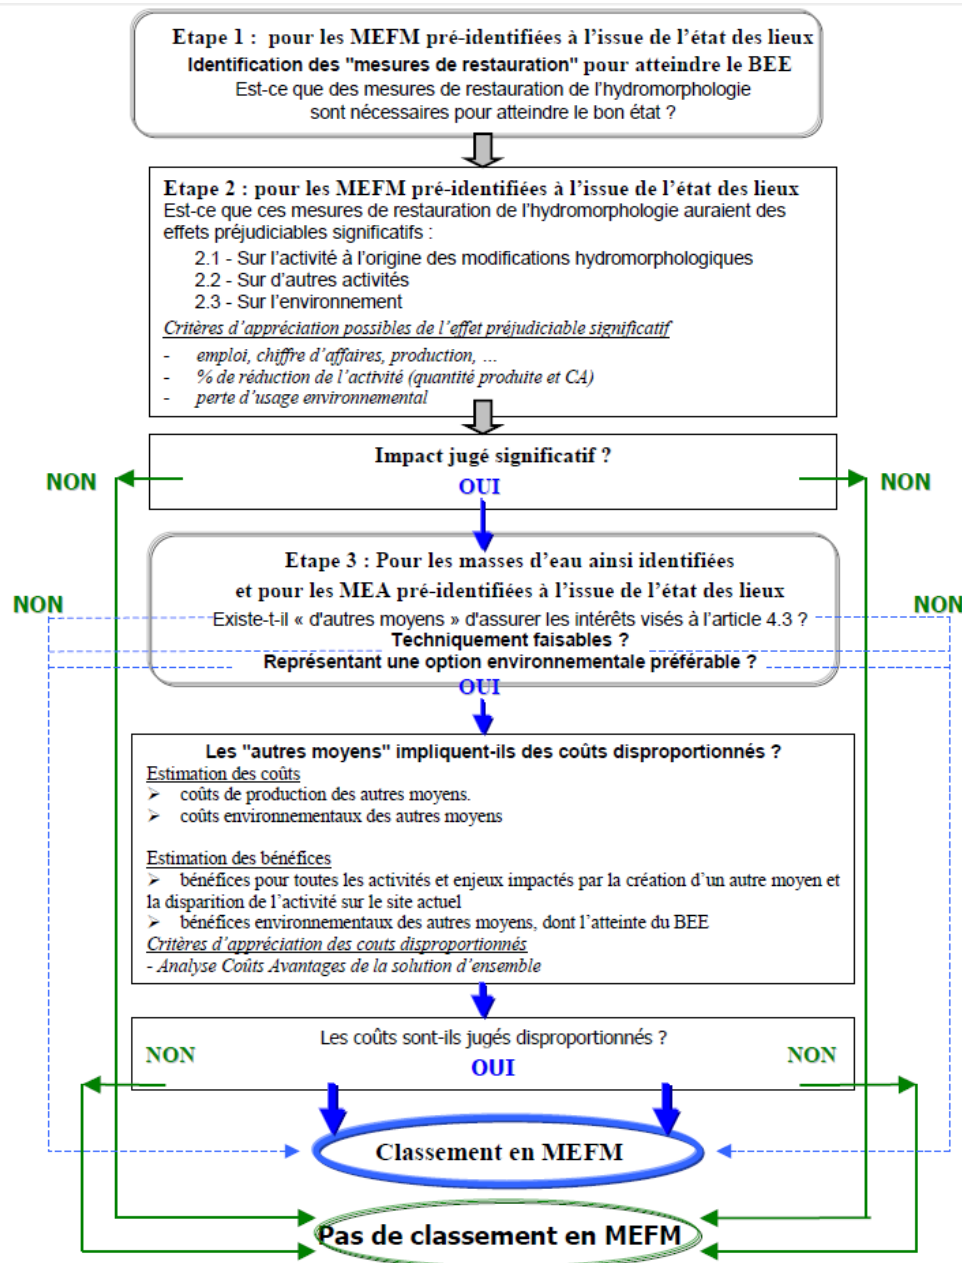 Etape 1 : pour les MEFM pré-identifiées à l'issue de l'état des lieux
Identification des "mesures de restauration" pour atteindre le BEE
Est-ce que des mesures de restauration de l'hydromorphologie
sont nécessaires pour atteindre le bon état ?
Etape 2 : pour les MEFM pré-identifiées à l'issue de l'état des lieux
Est-ce que ces mesures de restauration de l'hydromorphologie auraient des
effets préjudiciables significatifs :
2.1 - Sur l'activité à l'origine des modifications hydromorphologiques
2.2 - Sur d'autres activités
2.3 - Sur l'environnement
Critères d'appréciation possibles de l'effet préjudiciable significatif
- emploi, chiffre d'affaires, production, ...
- % de réduction de l'activité (quantité produite et CA)
- perte d'usage environnemental
Impact jugé significatif ?
NON
OUI
NON
Etape 3 : Pour les masses d'eau ainsi identifiées
et pour les MEA pré-identifiées à l'issue de l'état des lieux
NON
NON
Existe-t-il « d'autres moyens » d'assurer les intérêts visés à l'article 4.3 ?
Techniquement faisables ?
Représentant une option environnementale préférable ?
OUI
Les "autres moyens" impliquent-ils des coûts disproportionnés ?
Estimation des coûts
➢ coûts de production des autres moyens.
➢ coûts environnementaux des autres moyens
Estimation des bénéfices
➢ bénéfices pour toutes les activités et enjeux impactés par la création d'un autre moyen et
la disparition de l'activité sur le site actuel
➢ bénéfices environnementaux des autres moyens, dont l'atteinte du BEE
Critères d'appréciation des couts disproportionnés
- Analyse Coûts Avantages de la solution d'ensemble
Les coûts sont-ils jugés disproportionnés ?
NON
OUI
NON
Classement en MEFM
Pas de classement en MEFM